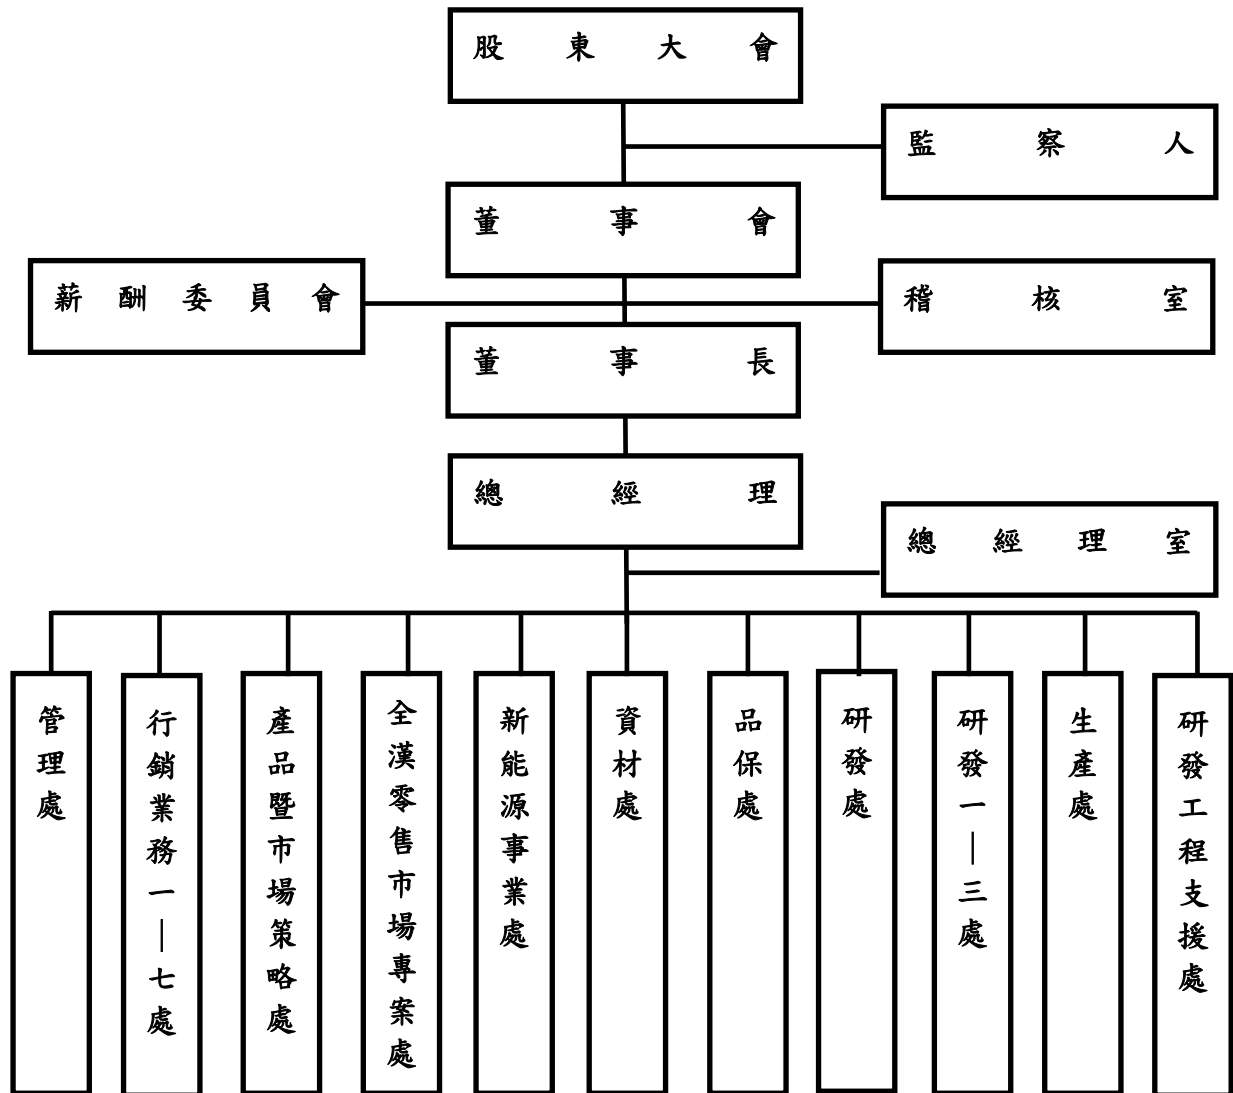 股東大會
監察人
董事會
薪酬委員會
稽核室
董事長
總經理
總經理室
管理處
行銷業務一｜七處
產品暨市場策略處
全漢零售市場專案處
新能源事業處
資材處
品保處
研發處
研發一｜三處
生產處
研發工程支援處